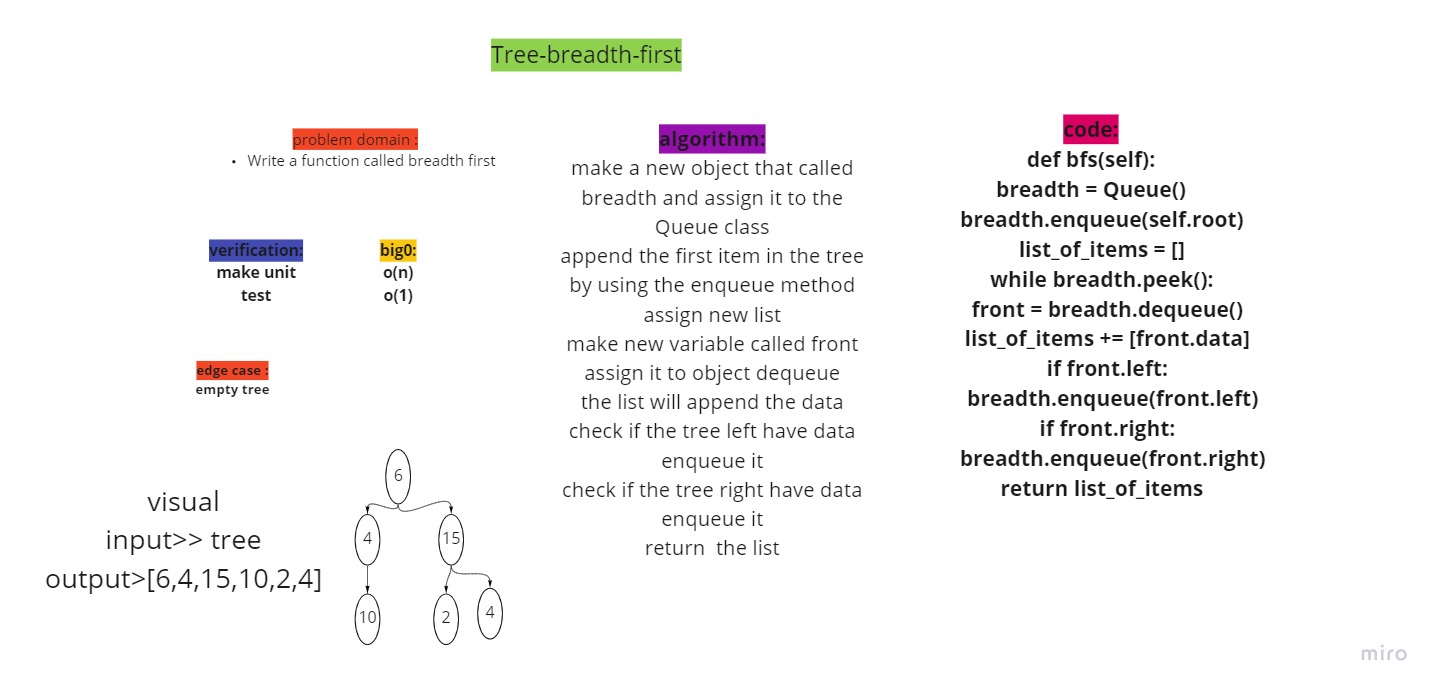 Tree-breadth-first
problem domain :
• Write a function called breadth first
verification:
make unit
test
big0:
o(n)
o(1)
edge case :
empty tree
visual
input>> tree
output>[6,4,15,10,2,4]
6
4
15
10
2
4
algorithm:
make a new object that called
breadth and assign it to the
Queue class
append the first item in the tree
by using the enqueue method
assign new list
make new variable called front
assign it to object dequeue
the list will append the data
check if the tree left have data
enqueue it
check if the tree right have data
enqueue it
return the list
code:
def bfs(self):
breadth = Queue()
breadth.enqueue(self.root)
list_of_items = []
while breadth.peek():
front = breadth.dequeue()
list_of_items += [front.data]
if front.left:
breadth.enqueue(front.left)
if front.right:
breadth.enqueue(front.right)
return list_of_items
miro